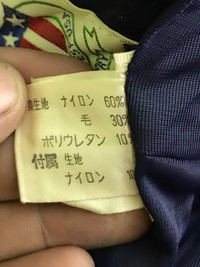 生地 ナイロン 60%
毛 30%
ポリウレタン 10%
付属 生地
ナイロン 10